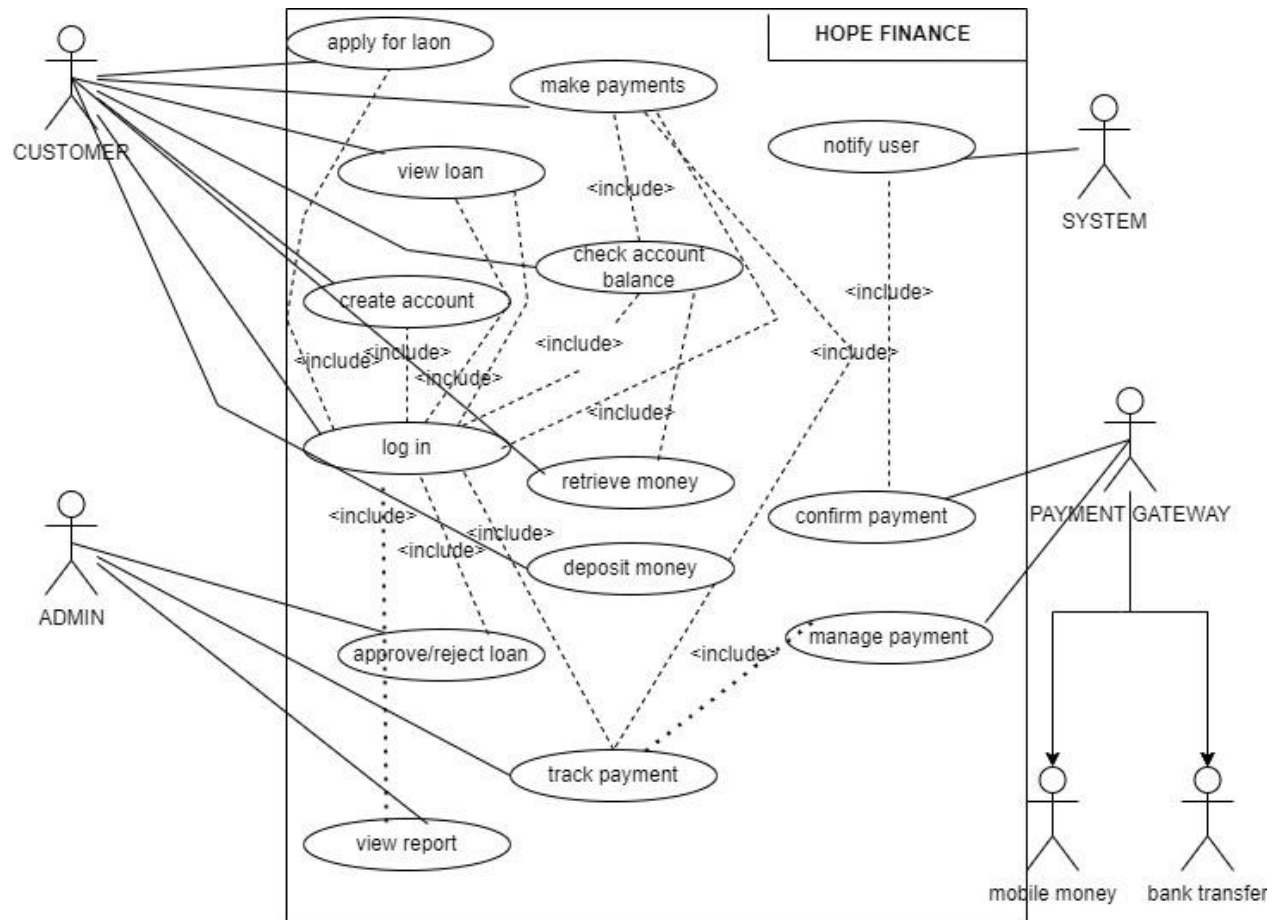 HOPE FINANCE
apply for laon
make payments
CUSTOMER
notify user
view loan
<include>
SYSTEM
check account
balance
create account
<include>
<include>
<include>
<include>
<include>
<include>
<include>
log in
retrieve money
confirm payment
PAYMENT GATEWAY
<include>
<include>
<include>
deposit money
ADMIN
manage payment
approve/reject loan
<include>
track payment
view report
mobile money
bank transfer